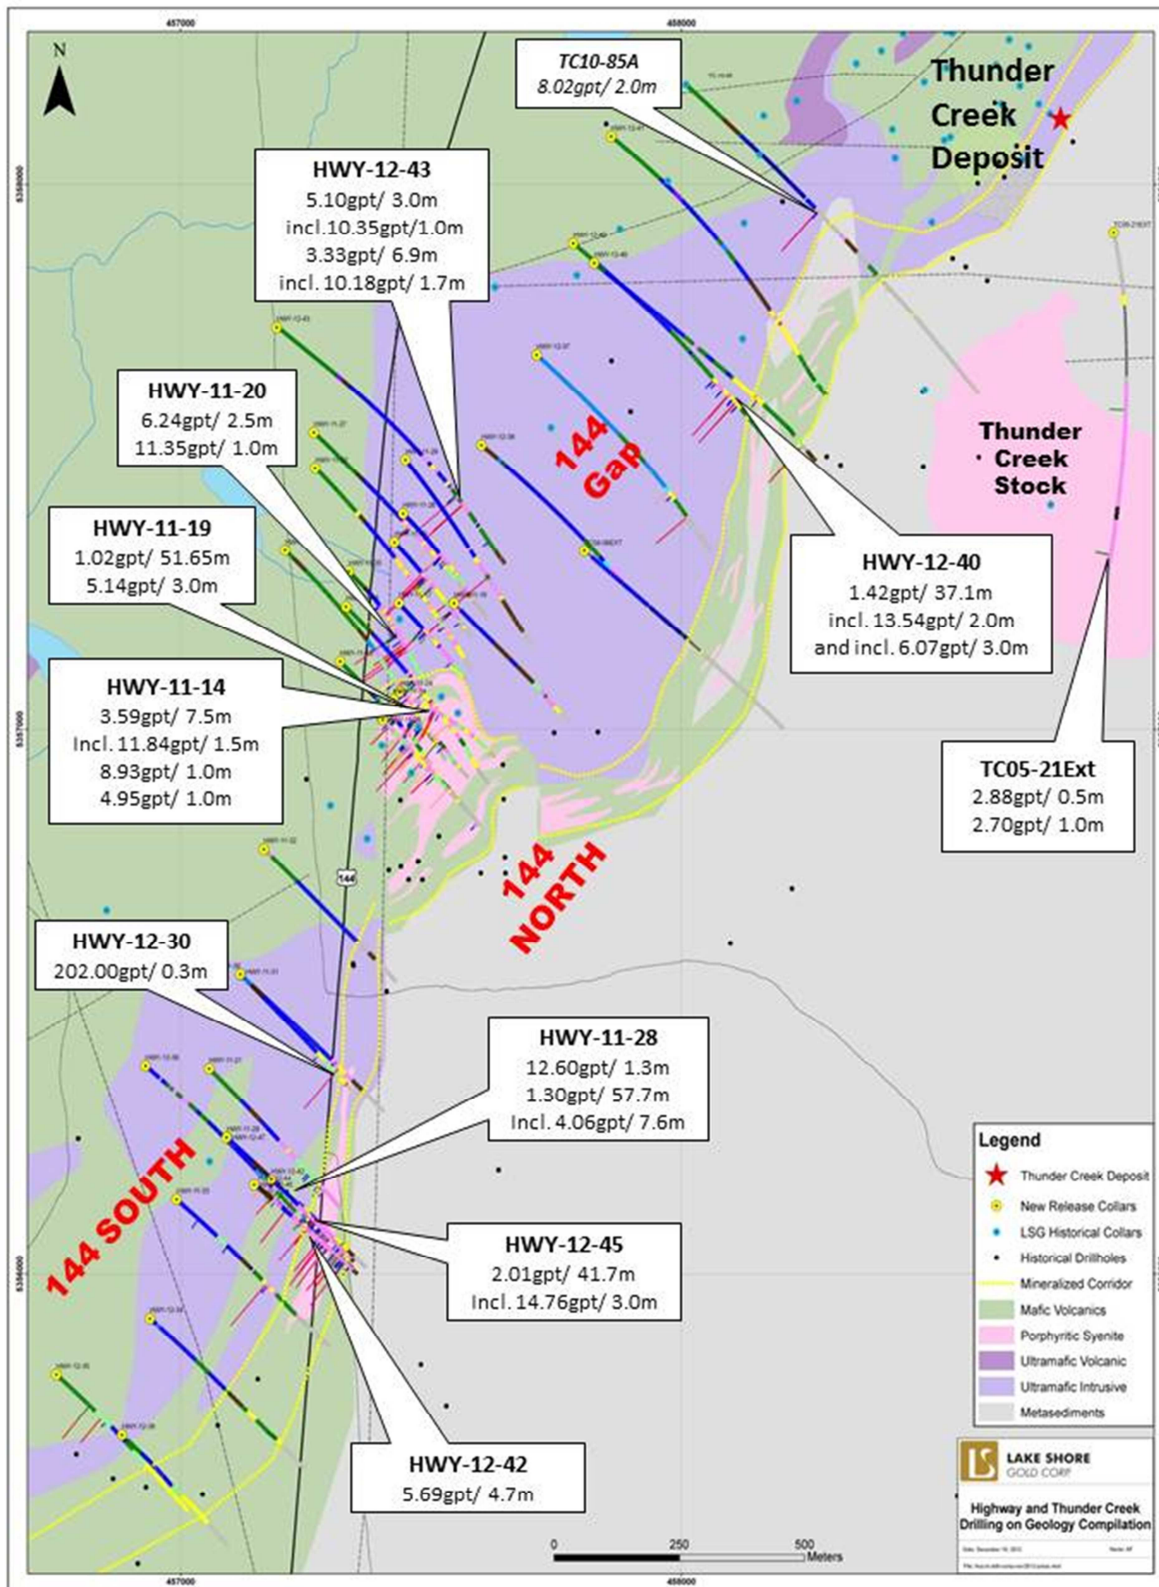 457000
458000
N
TC10-85A
8.02gpt/ 2.0m
Thunder
Creek
Deposit
HWY-12-43
5.10gpt/ 3.0m
incl.10.35gpt/1.0m
3.33gpt/ 6.9m
incl. 10.18gpt/ 1.7m
5358000
HWY-11-20
6.24gpt/ 2.5m
11.35gpt/ 1.0m
144
Gap
Thunder
Creek
Stock
HWY-11-19
1.02gpt/ 51.65m
5.14gpt/ 3.0m
HWY-12-40
1.42gpt/ 37.1m
incl. 13.54gpt/ 2.0m
and incl. 6.07gpt/ 3.0m
HWY-11-14
3.59gpt/ 7.5m
Incl. 11.84gpt/ 1.5m
8.93gpt/ 1.0m
4.95gpt/ 1.0m
5357000
TC05-21Ext
2.88gpt/ 0.5m
2.70gpt/ 1.0m
144
144
NORTH
HWY-12-30
202.00gpt/ 0.3m
HWY-11-28
12.60gpt/ 1.3m
1.30gpt/ 57.7m
Incl. 4.06gpt/ 7.6m
144 SOUTH
HWY-12-45
2.01gpt/ 41.7m
Incl. 14.76gpt/ 3.0m
5356000
HWY-12-42
5.69gpt/ 4.7m
Legend
Thunder Creek Deposit
New Release Collars
LSG Historical Collars
Historical Drillholes
Mineralized Corridor
Mafic Volcanics
Porphyritic Syenite
Ultramafic Volcanic
Ultramafic Intrusive
Metasediments
LS
LAKE SHORE
GOLD CORP.
Highway and Thunder Creek
Drilling on Geology Compilation
0 250 500
Meters
457000
458000